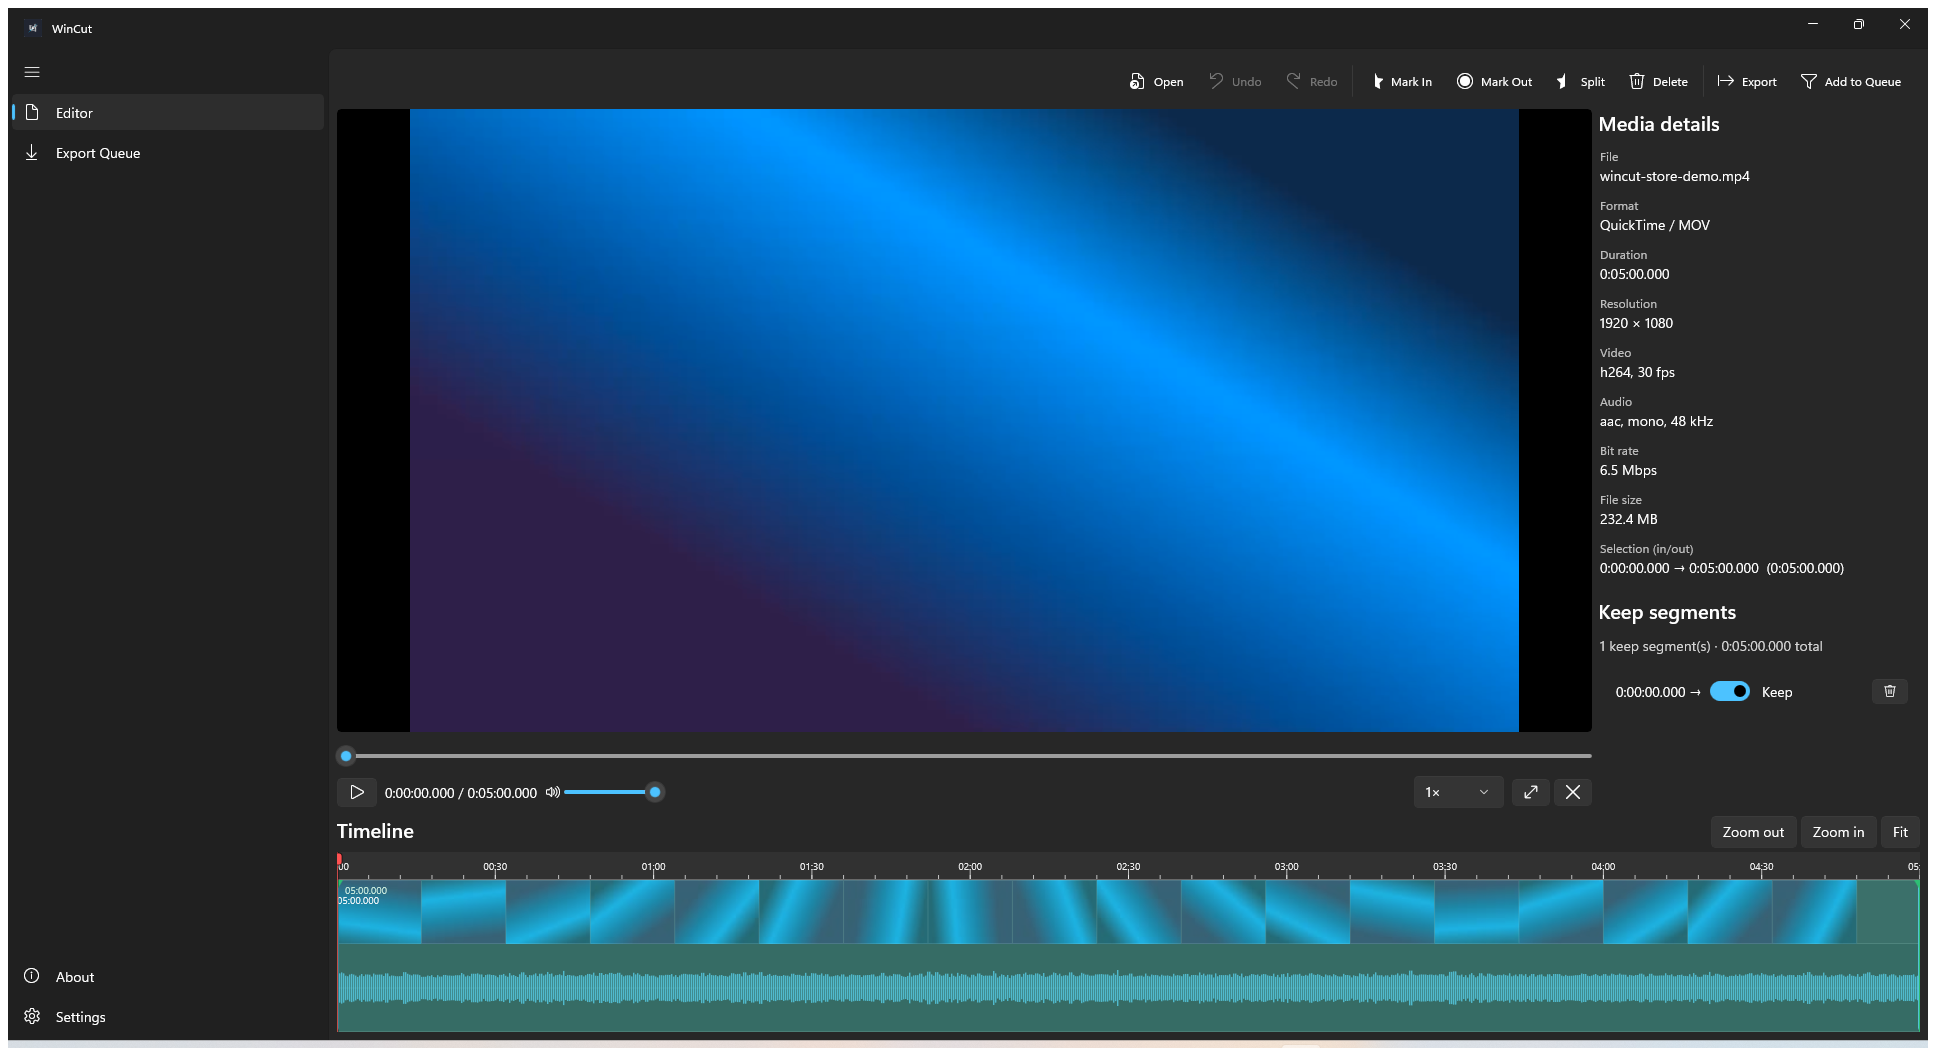 WinCut
Open Undo Redo Mark In Mark Out Split Delete Export Add to Queue
Editor
Export Queue
Media details
File
wincut-store-demo.mp4
Format
QuickTime / MOV
Duration
0:05:00.000
Resolution
1920 × 1080
Video
h264, 30 fps
Audio
aac, mono, 48 kHz
Bit rate
6.5 Mbps
File size
232.4 MB
Selection (in/out)
0:00:00.000 → 0:05:00.000 (0:05:00.000)
Keep segments
1 keep segment(s) · 0:05:00.000 total
0:00:00.000 → Keep
0:00:00.000 / 0:05:00.000 1×
Timeline Zoom out Zoom in Fit
00 00:30 01:00 01:30 02:00 02:30 03:00 03:30 04:00 04:30 05:
05:00.000
05:00.000
About
Settings